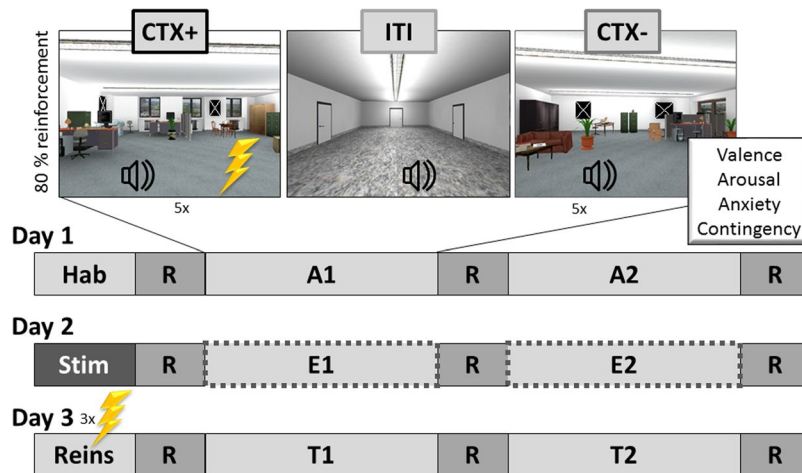 CTX+
ITI
CTX-
80 % reinforcement
5x
5x
Valence
Arousal
Anxiety
Contingency
Day 1
Hab R A1 R A2 R
Day 2
Stim R E1 R E2 R
Day 3 3x
Reins R T1 R T2 R